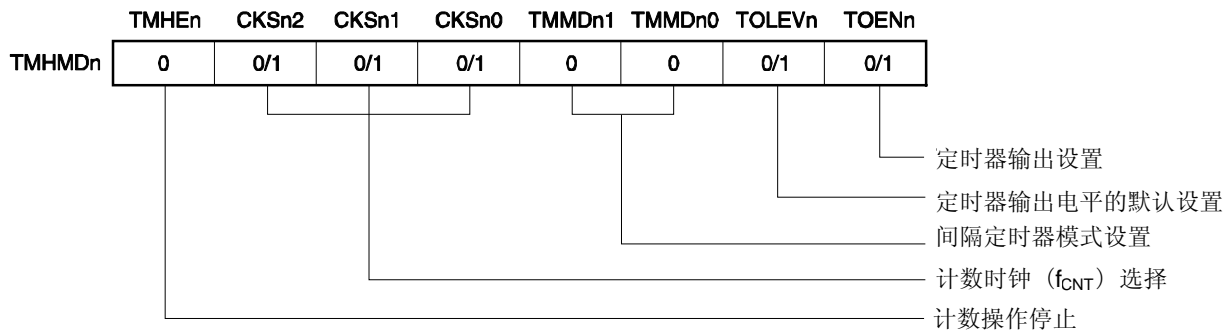 TMHEn CKSn2 CKSn1 CKSn0 TMMDn1 TMMDn0 TOLEVn TOENn
TMHMDn 0 0/1 0/1 0/1 0 0 0/1 0/1
定时器输出设置
定时器输出电平的默认设置
间隔定时器模式设置
计数时钟（fCNT）选择
计数操作停止